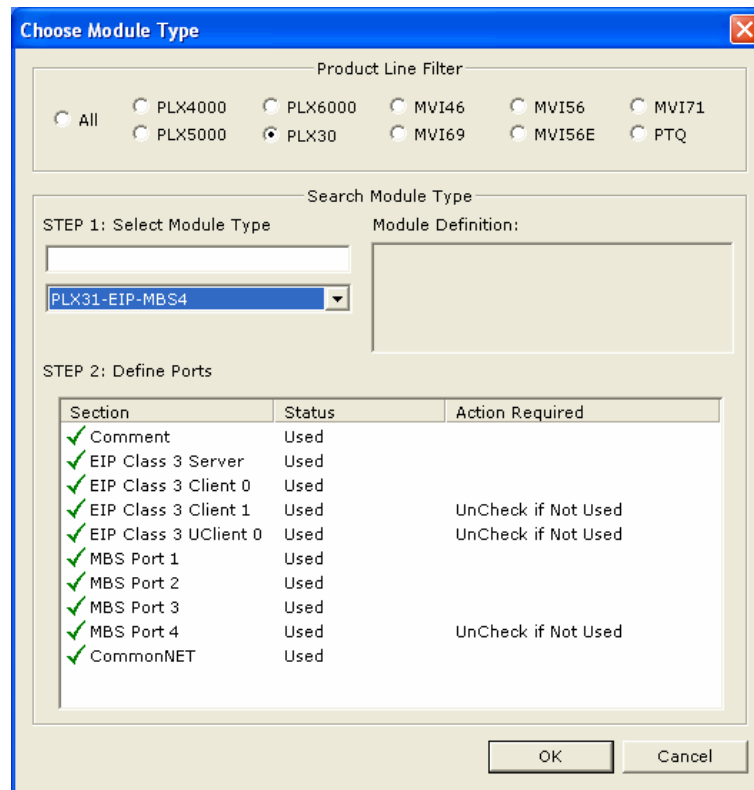 Choose Module Type
Product Line Filter
All
PLX4000
PLX6000
MVI46
MVI56
MVI71
PLX5000
PLX30
MVI69
MVI56E
PTQ
Search Module Type
STEP 1: Select Module Type
Module Definition:
PLX31-EIP-MBS4
STEP 2: Define Ports
Section Status Action Required
Comment Used
EIP Class 3 Server Used
EIP Class 3 Client 0 Used
EIP Class 3 Client 1 Used UnCheck if Not Used
EIP Class 3 UClient 0 Used UnCheck if Not Used
MBS Port 1 Used
MBS Port 2 Used
MBS Port 3 Used
MBS Port 4 Used UnCheck if Not Used
CommonNET Used
OK
Cancel